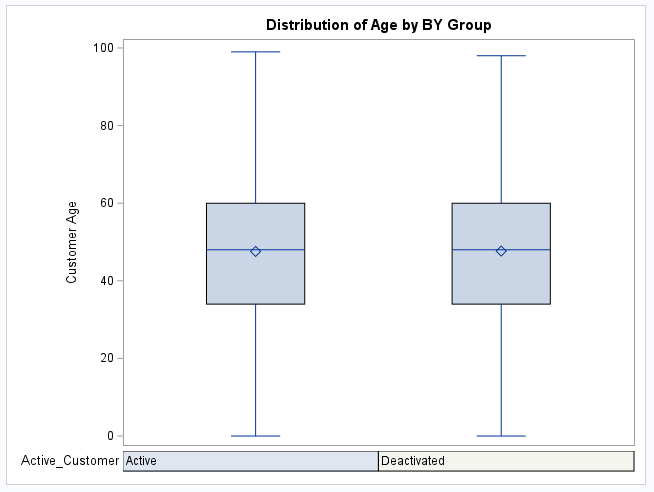 Distribution of Age by BY Group
100
80
60
40
20
0
Customer Age
Active_Customer Active Deactivated